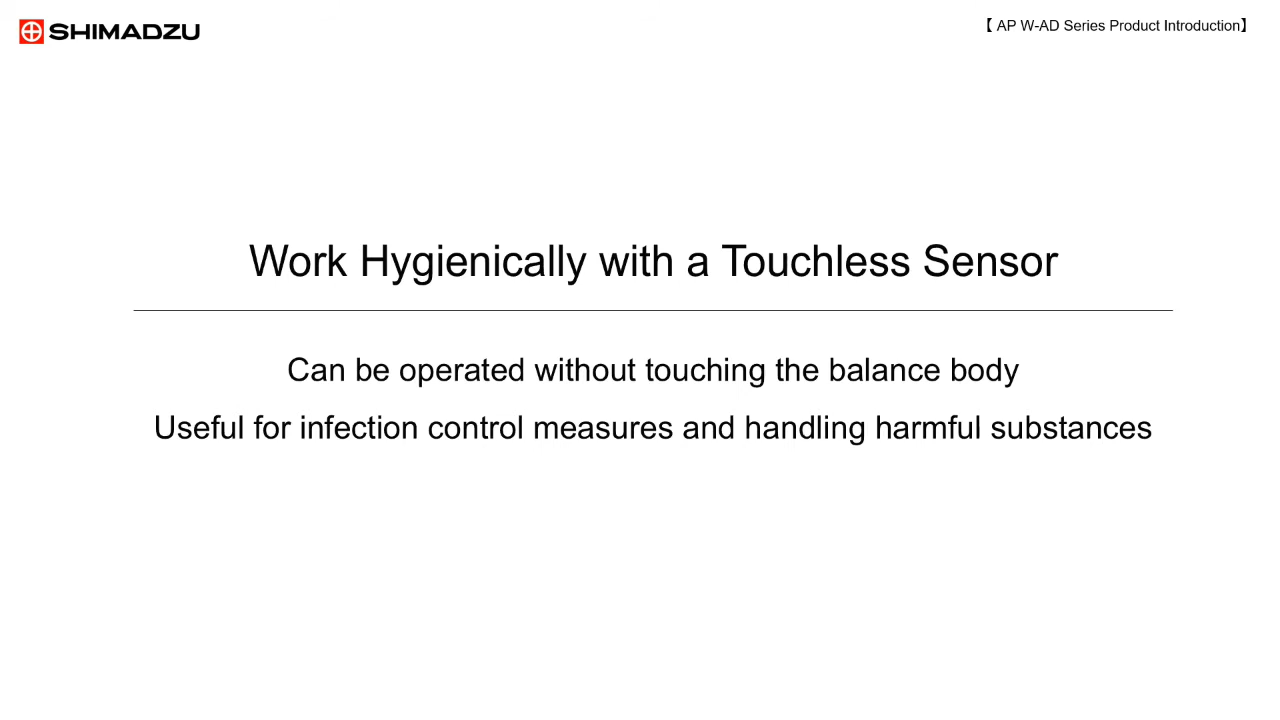 SHIMADZU
【 AP W-AD Series Product Introduction】
Work Hygienically with a Touchless Sensor
Can be operated without touching the balance body
Useful for infection control measures and handling harmful substances